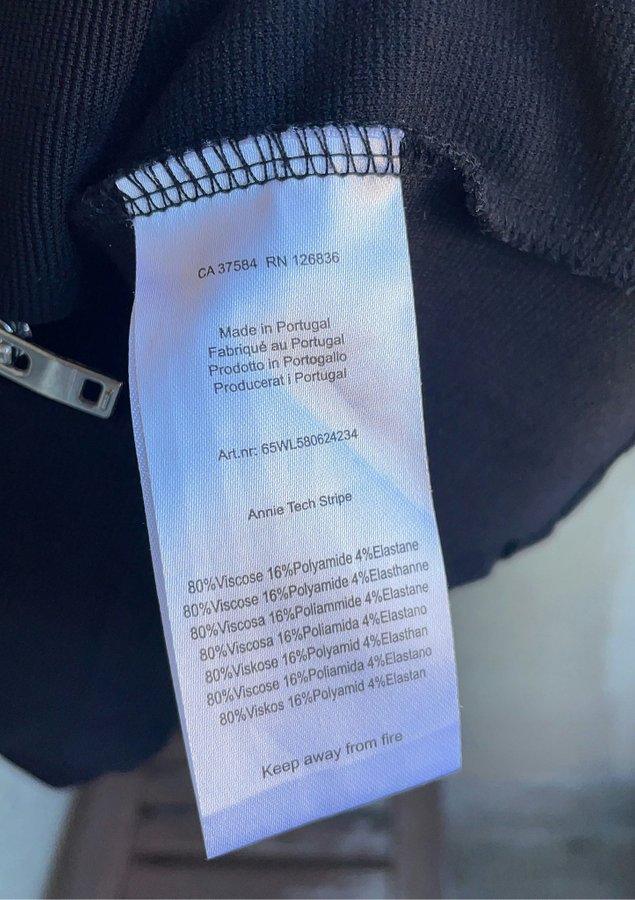 CA 37584 RN 126836
Made in Portugal
Fabriqué au Portugal
Prodotto in Portogallo
Producerat i Portugal
Art.nr: 65WL580624234
Annie Tech Stripe
80%Viscose 16%Polyamide 4%Elastane
80%Viscose 16%Polyamide 4%Elasthanne
80%Viscosa 16%Poliammide 4%Elastane
80%Viscosa 16%Poliamida 4%Elastano
80%Viskose 16%Polyamid 4%Elasthan
80%Viscose 16%Poliamida 4%Elastano
80%Viskos 16%Polyamid 4%Elastan
Keep away from fire